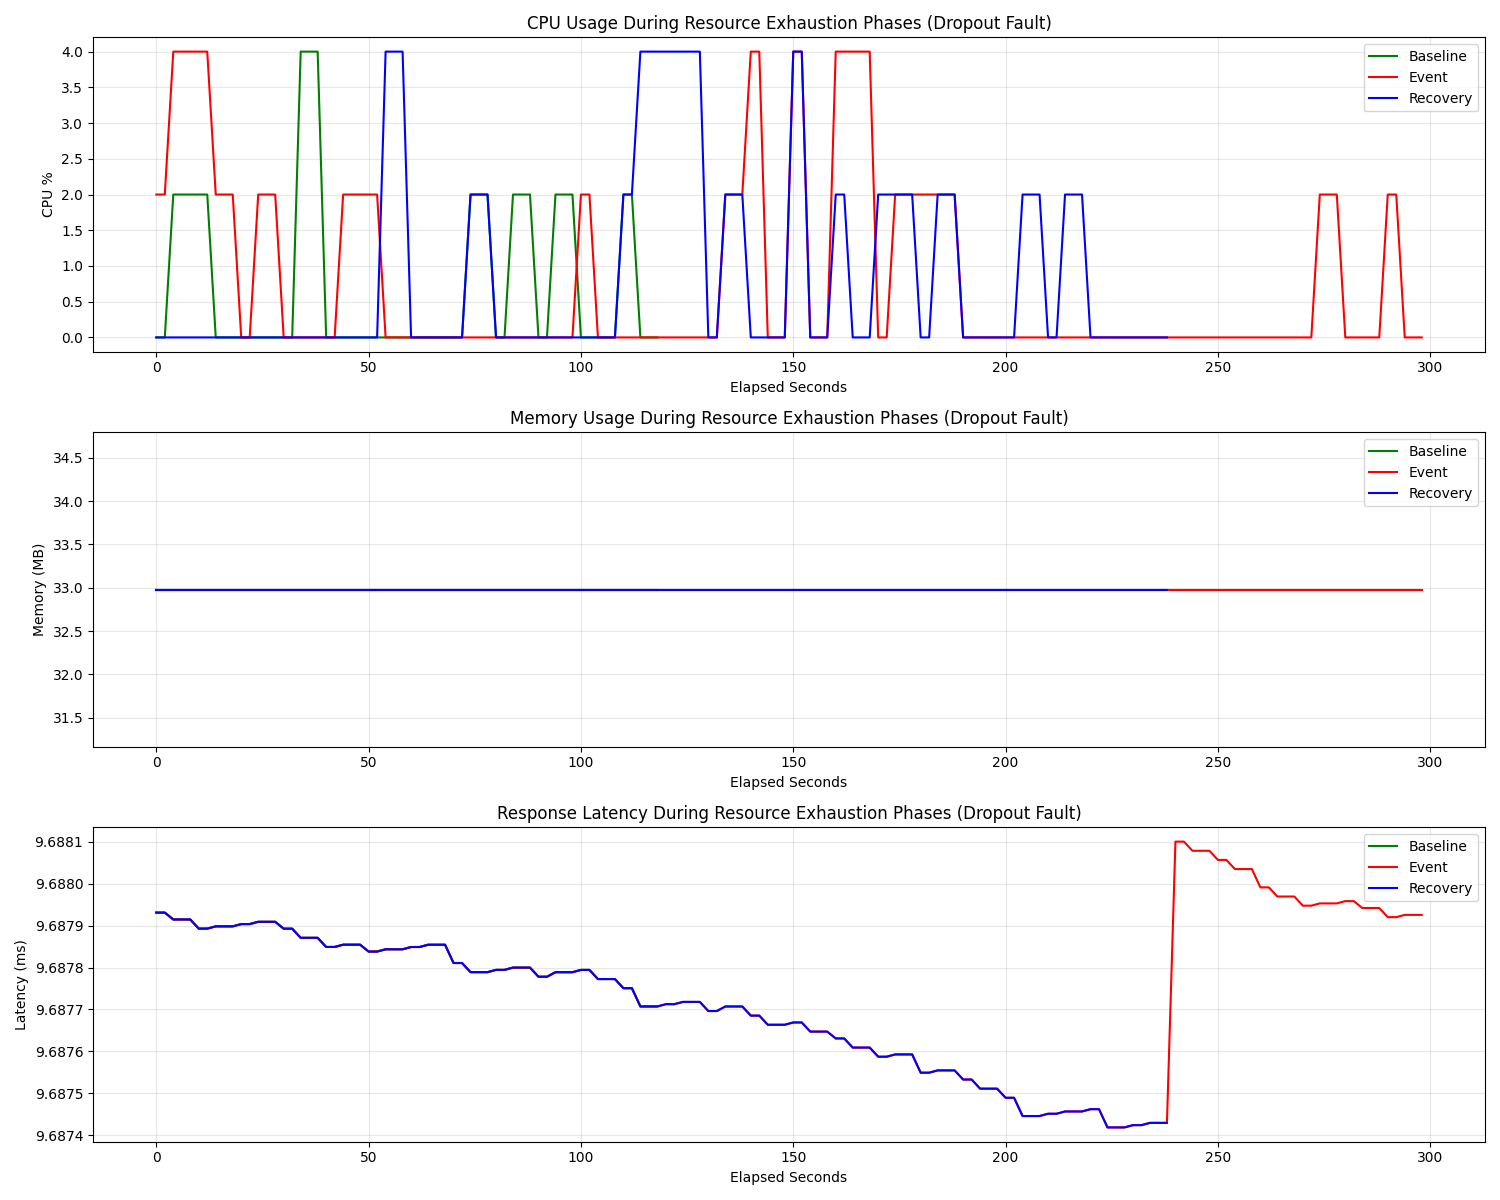 CPU Usage During Resource Exhaustion Phases (Dropout Fault)
CPU %
4.0
3.5
3.0
2.5
2.0
1.5
1.0
0.5
0.0
Baseline
Event
Recovery
0 50 100 150 200 250 300
Elapsed Seconds
Memory Usage During Resource Exhaustion Phases (Dropout Fault)
Memory (MB)
34.5
34.0
33.5
33.0
32.5
32.0
31.5
Baseline
Event
Recovery
0 50 100 150 200 250 300
Elapsed Seconds
Response Latency During Resource Exhaustion Phases (Dropout Fault)
Latency (ms)
9.6881
9.6880
9.6879
9.6878
9.6877
9.6876
9.6875
9.6874
Baseline
Event
Recovery
0 50 100 150 200 250 300
Elapsed Seconds